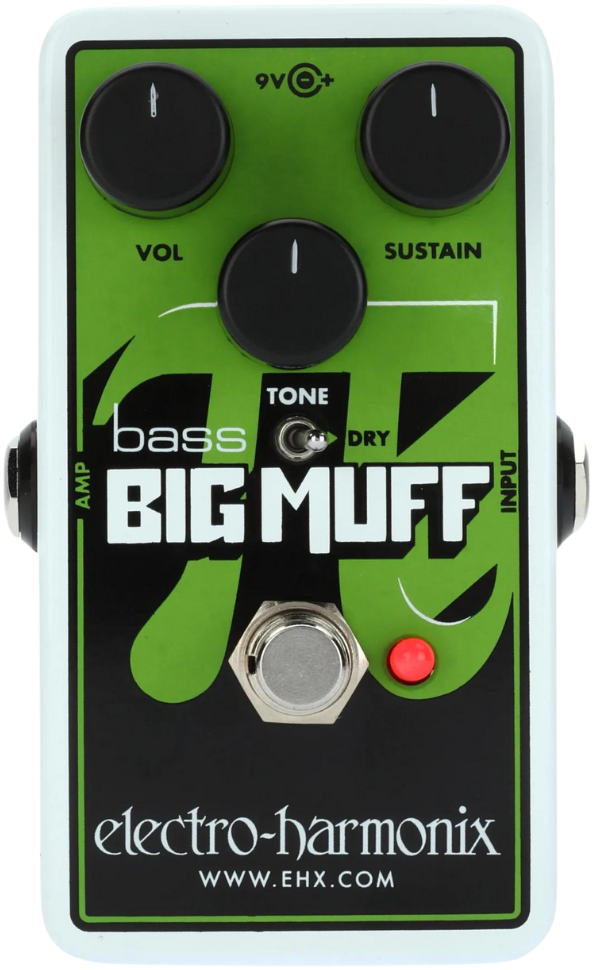 9V
VOL
SUSTAIN
TONE
bass
DRY
AMP
INPUT
BIG MUFF
π
electro-harmonix
WWW.EHX.COM